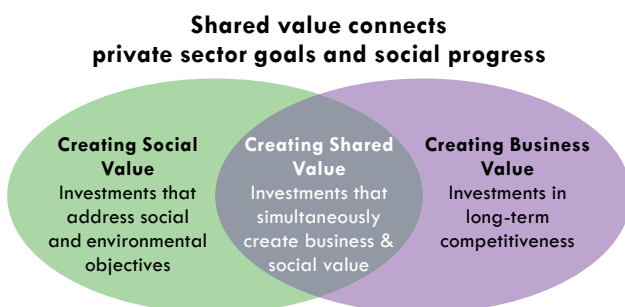 Shared value connects
private sector goals and social progress
Creating Social
Value
Investments that
address social
and environmental
objectives
Creating Shared
Value
Investments that
simultaneously
create business &
social value
Creating Business
Value
Investments in
long-term
competitiveness